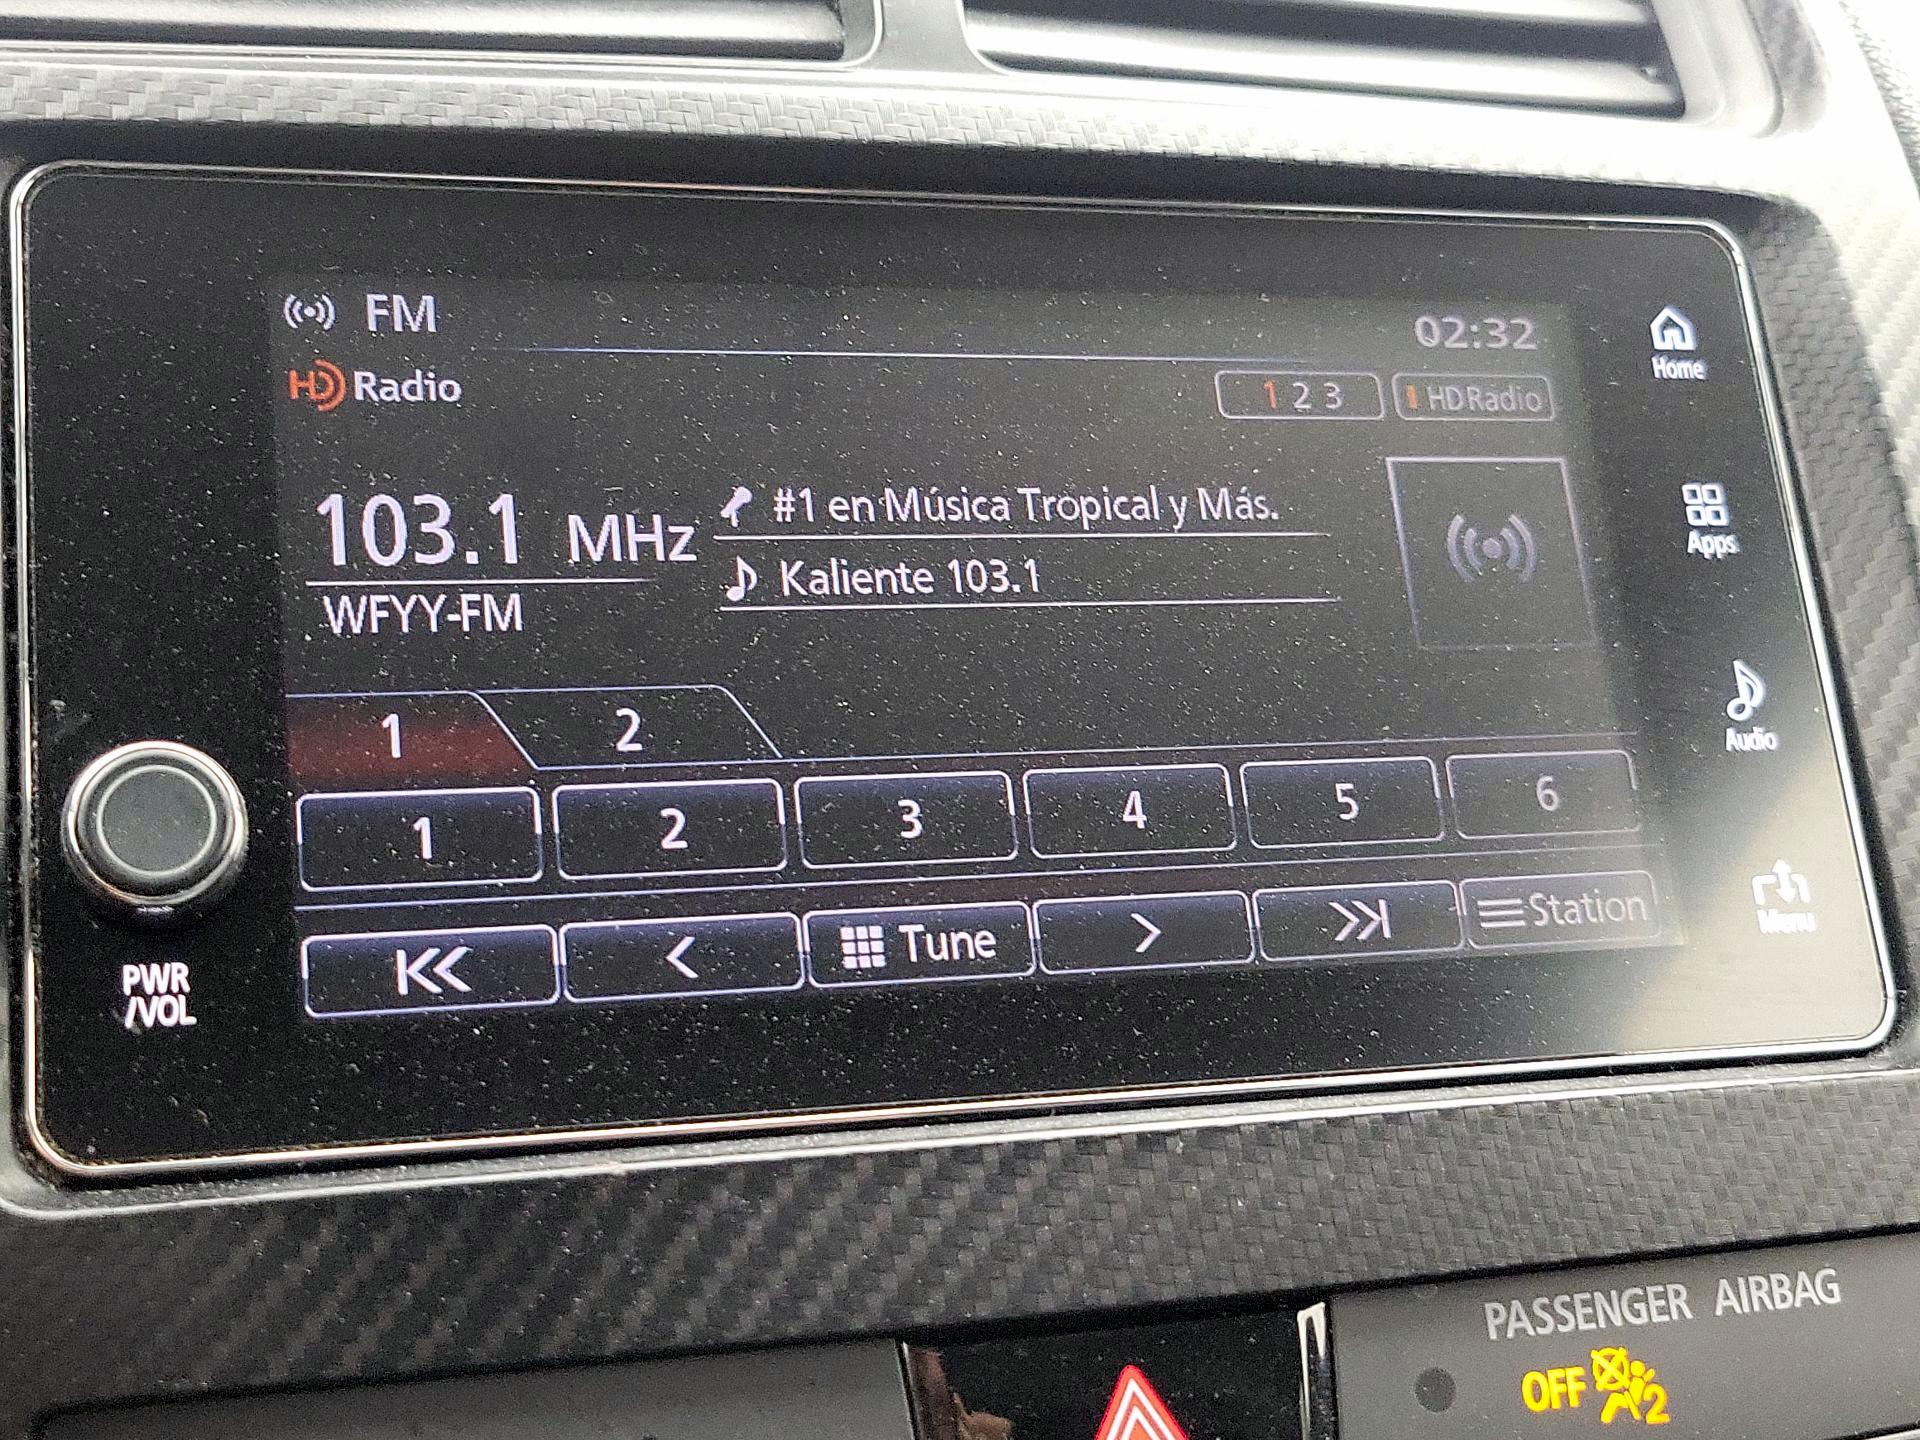 FM
02:32
HD Radio
1 2 3
HD Radio
Home
103.1 MHz
#1 en Música Tropical y Más.
Kaliente 103.1
WFYY-FM
Apps
1 2
Audio
1 2 3 4 5 6
Tune
Station
Menu
PWR
/VOL
PASSENGER AIRBAG
OFF 2